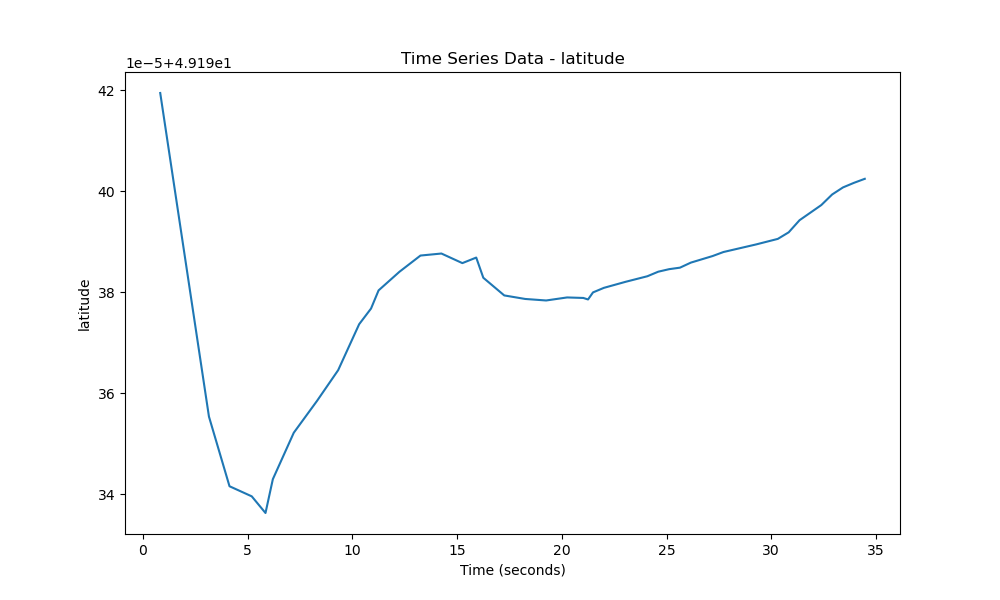 Time Series Data - latitude
1e−5+4.919e1
42
40
38
36
34
latitude
0 5 10 15 20 25 30 35
Time (seconds)